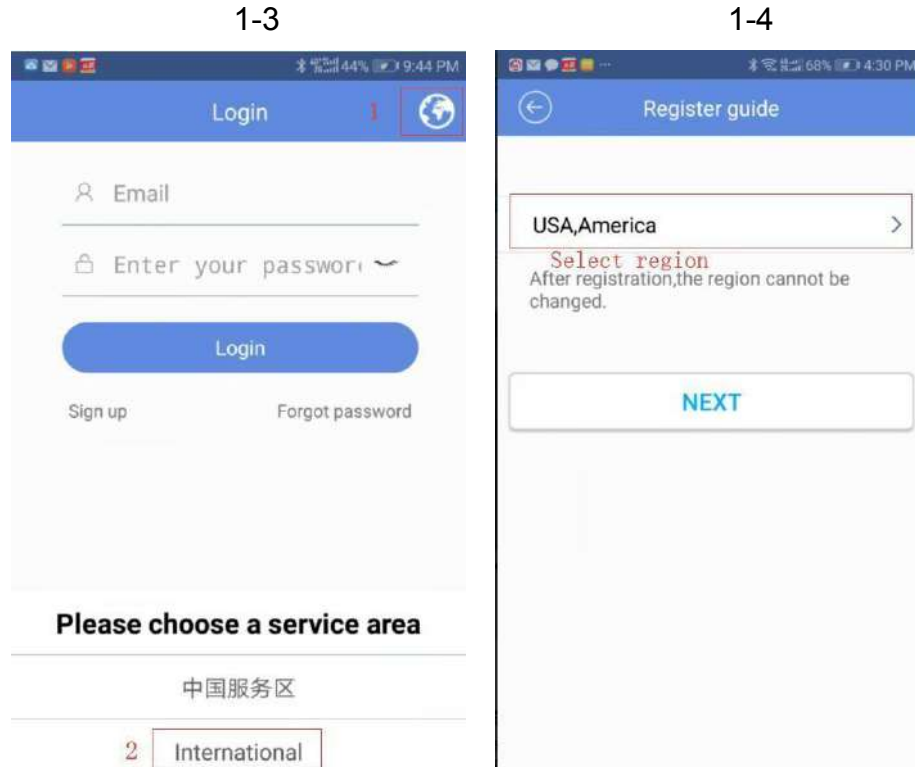 1-3
1-4
44% 9:44 PM
Login 1
Email
Enter your passwor
Login
Sign up Forgot password
Please choose a service area
中国服务区
2 International
68% 4:30 PM
Register guide
USA,America
Select region
After registration,the region cannot be
changed.
NEXT